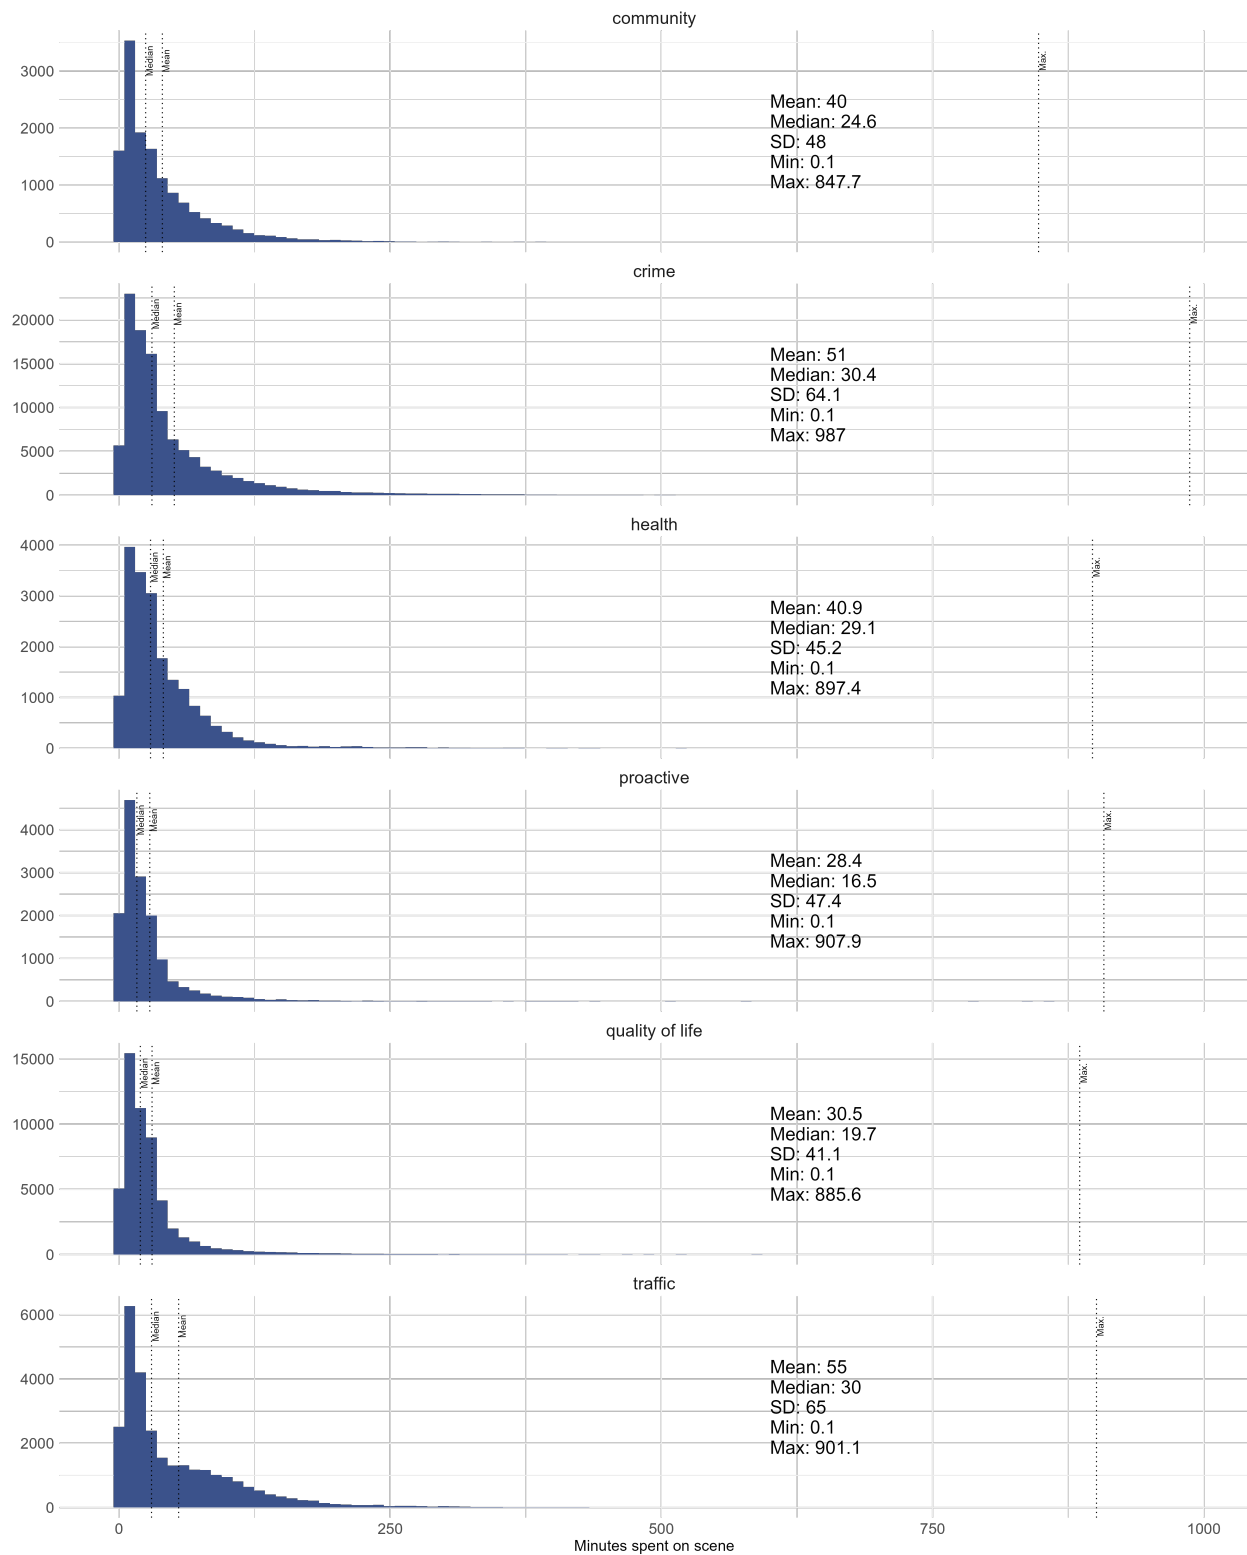 community
3000
2000
1000
0
Median
Mean
Max.
Mean: 40
Median: 24.6
SD: 48
Min: 0.1
Max: 847.7
crime
20000
15000
10000
5000
0
Median
Mean
Max.
Mean: 51
Median: 30.4
SD: 64.1
Min: 0.1
Max: 987
health
4000
3000
2000
1000
0
Median
Mean
Max.
Mean: 40.9
Median: 29.1
SD: 45.2
Min: 0.1
Max: 897.4
proactive
4000
3000
2000
1000
0
Median
Mean
Max.
Mean: 28.4
Median: 16.5
SD: 47.4
Min: 0.1
Max: 907.9
quality of life
15000
10000
5000
0
Median
Mean
Max.
Mean: 30.5
Median: 19.7
SD: 41.1
Min: 0.1
Max: 885.6
traffic
6000
4000
2000
0
Median
Mean
Max.
Mean: 55
Median: 30
SD: 65
Min: 0.1
Max: 901.1
0 250 500 750 1000
Minutes spent on scene